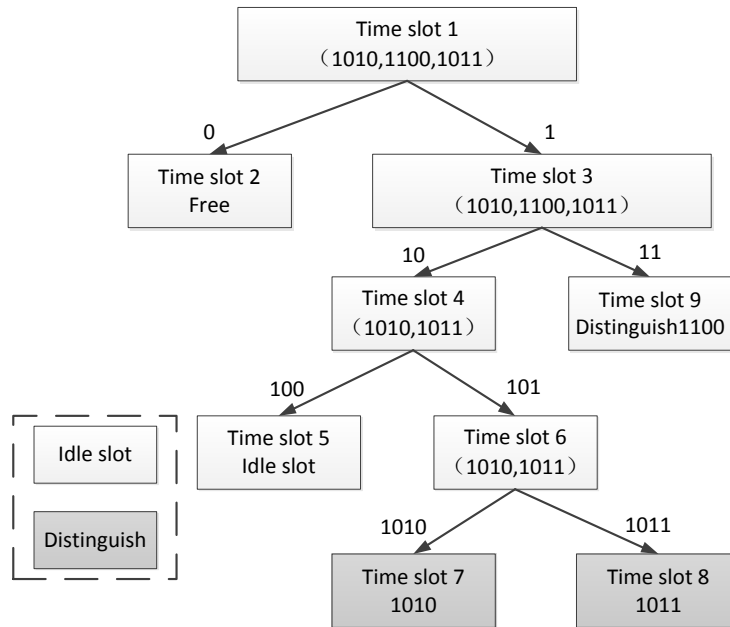 Time slot 1
（1010,1100,1011）
0
1
Time slot 2
Free
Time slot 3
（1010,1100,1011）
10
11
Time slot 4
（1010,1011）
Time slot 9
Distinguish1100
100
101
Time slot 5
Idle slot
Time slot 6
（1010,1011）
Idle slot
Distinguish
1010
1011
Time slot 7
1010
Time slot 8
1011